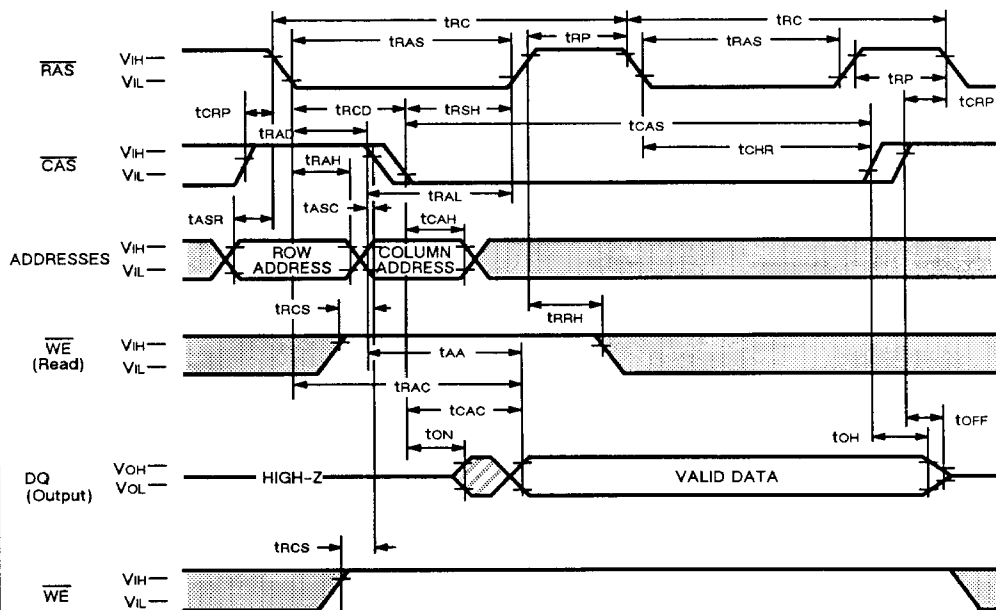 tRC tRC
tRAS tRP tRAS
RAS VIH
VIL
tRP
tCRP tRCD tRSH tCRP
tRAD tCAS
CAS VIH
VIL
tRAH tCHR
tASC tRAL
tASR tCAH
ADDRESSES VIH
VIL
ROW ADDRESS
COLUMN ADDRESS
tRCS tRRH
WE (Read) VIH
VIL
tAA
tRAC
tCAC
tON tOH tOFF
DQ (Output) VOH
VOL
HIGH-Z VALID DATA
tRCS
WE VIH
VIL